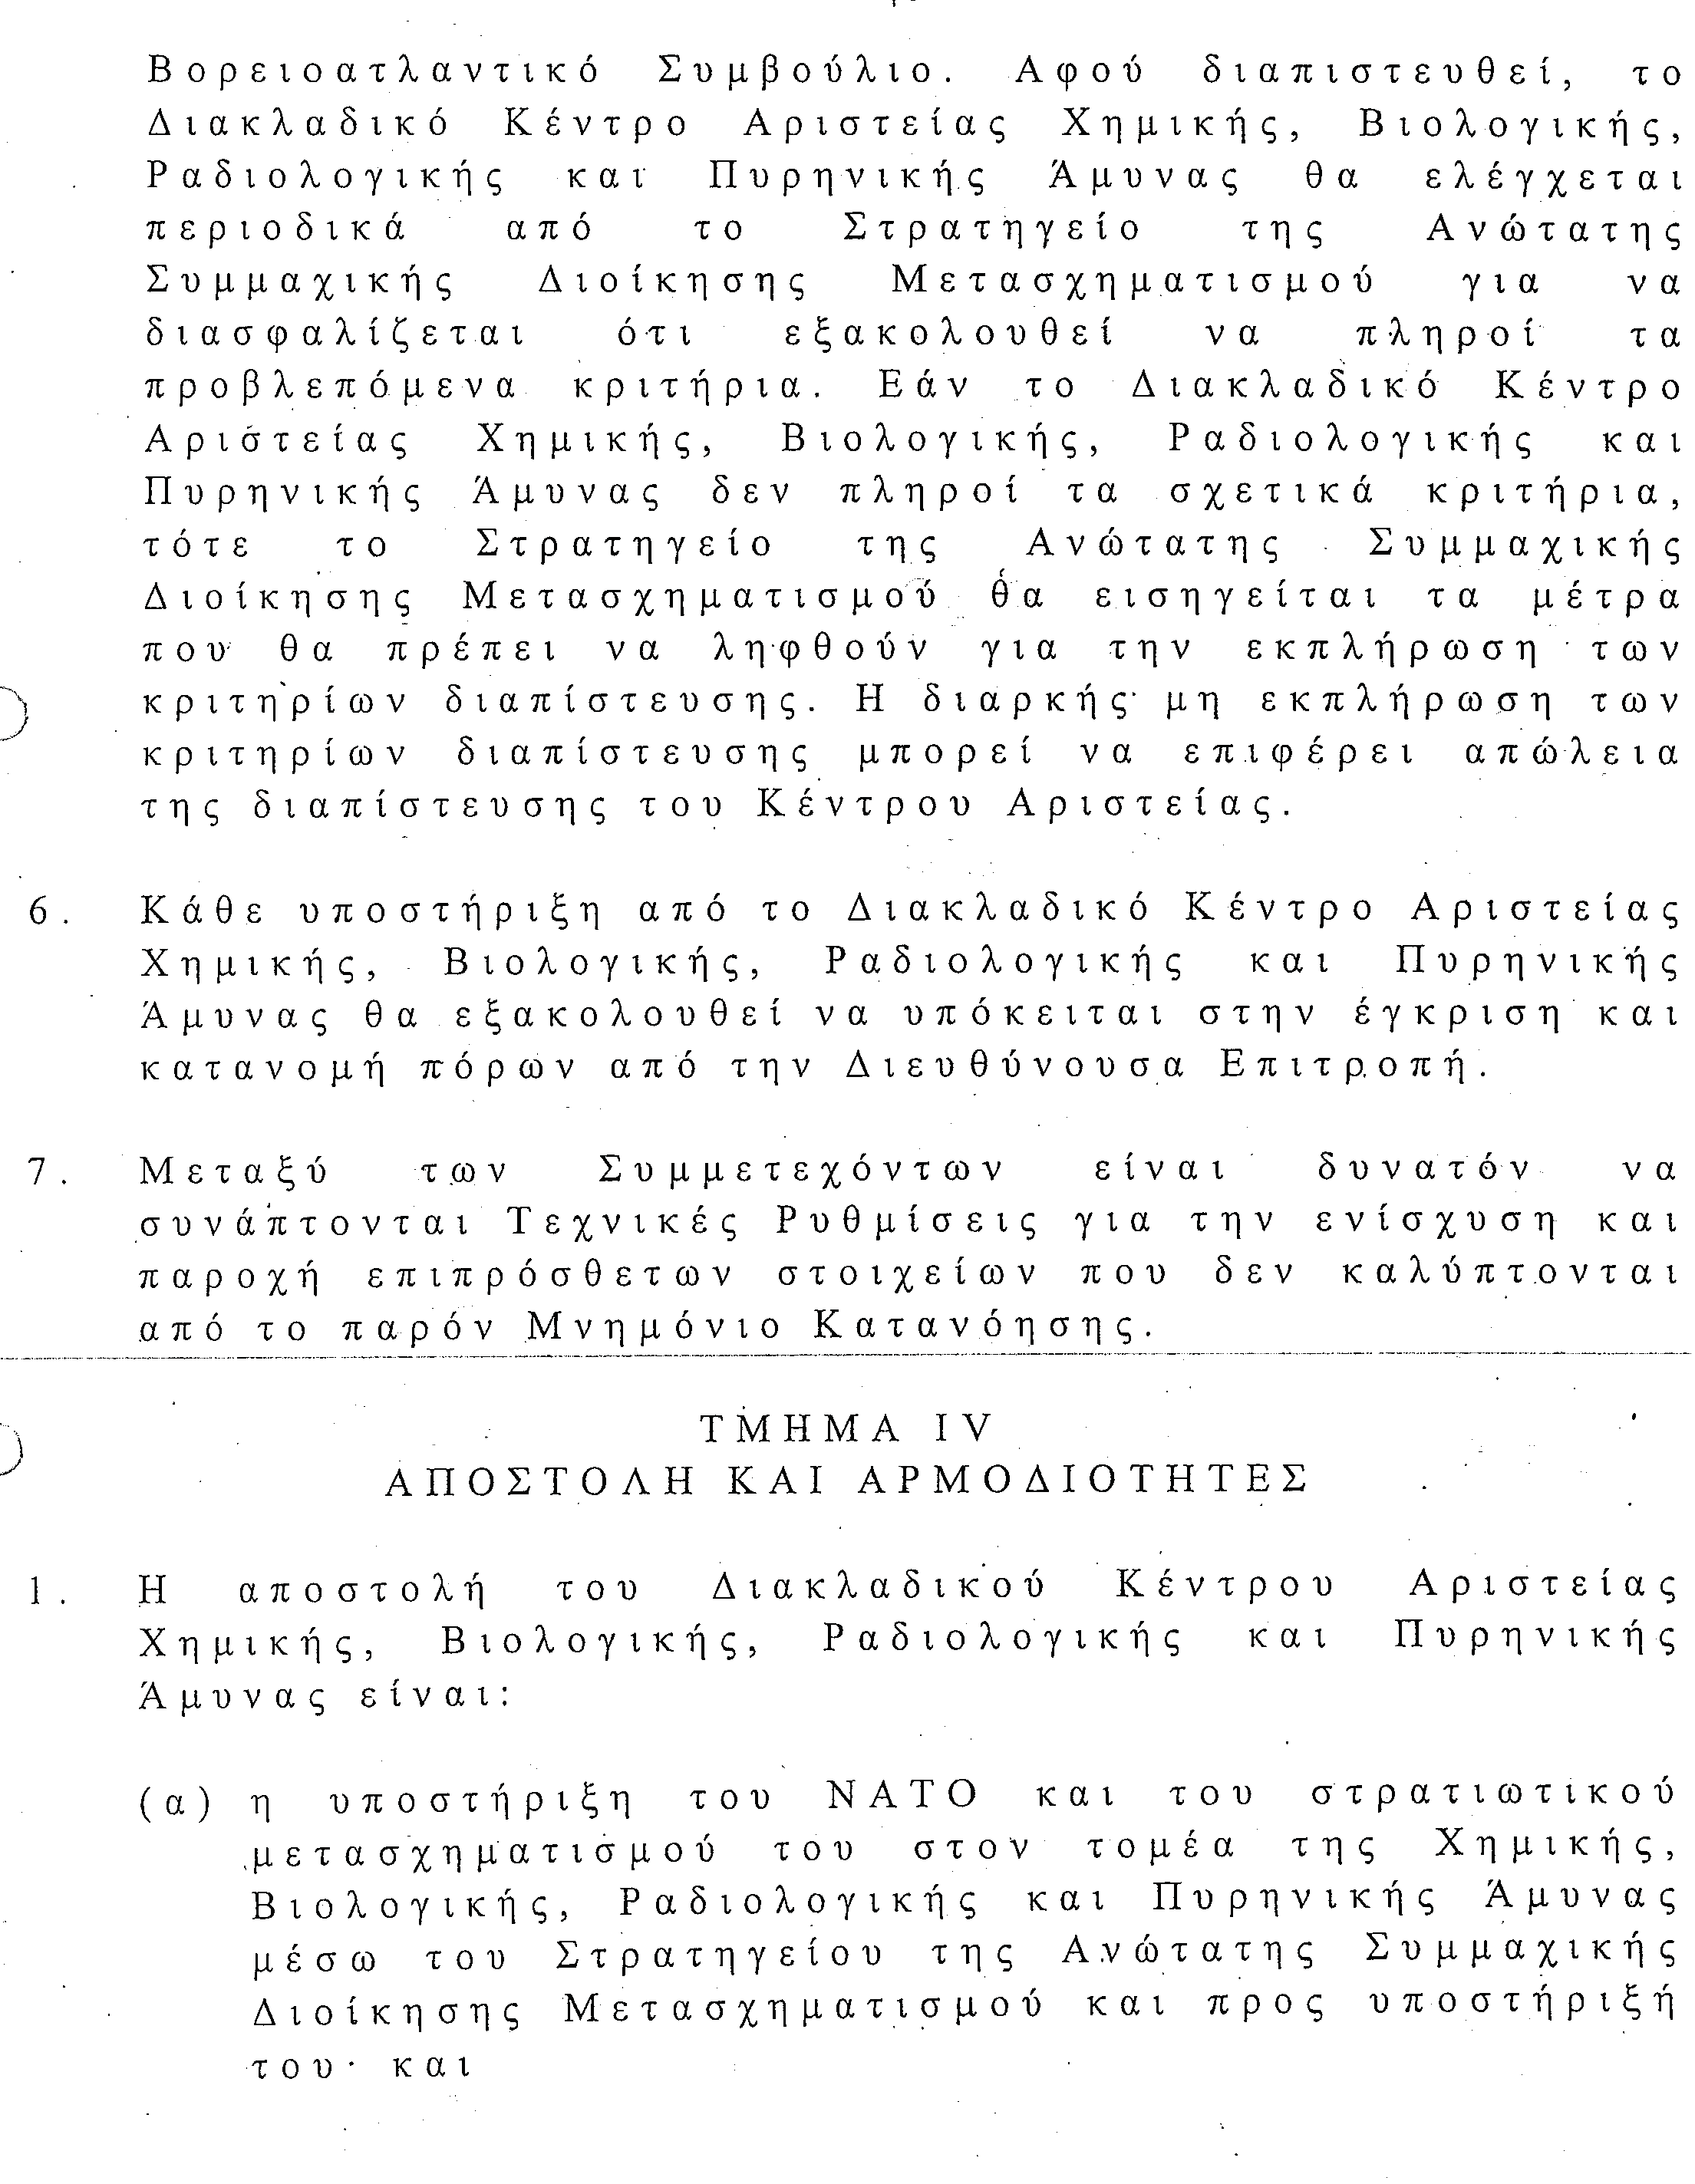 Βορειοατλαντικό Συμβούλιο. Αφού διαπιστευθεί, το
Διακλαδικό Κέντρο Αριστείας Χημικής, Βιολογικής,
Ραδιολογικής και Πυρηνικής Άμυνας θα ελέγχεται
περιοδικά από το Στρατηγείο της Ανώτατης
Συμμαχικής Διοίκησης Μετασχηματισμού για να
διασφαλίζεται ότι εξακολουθεί να πληροί τα
προβλεπόμενα κριτήρια. Εάν το Διακλαδικό Κέντρο
Αριστείας Χημικής, Βιολογικής, Ραδιολογικής και
Πυρηνικής Άμυνας δεν πληροί τα σχετικά κριτήρια,
τότε το Στρατηγείο της Ανώτατης Συμμαχικής
Διοίκησης Μετασχηματισμού θα εισηγείται τα μέτρα
που θα πρέπει να ληφθούν για την εκπλήρωση των
κριτηρίων διαπίστευσης. Η διαρκής μη εκπλήρωση των
κριτηρίων διαπίστευσης μπορεί να επιφέρει απώλεια
της διαπίστευσης του Κέντρου Αριστείας.
6. Κάθε υποστήριξη από το Διακλαδικό Κέντρο Αριστείας
Χημικής, Βιολογικής, Ραδιολογικής και Πυρηνικής
Άμυνας θα εξακολουθεί να υπόκειται στην έγκριση και
κατανομή πόρων από την Διευθύνουσα Επιτροπή.
7. Μεταξύ των Συμμετεχόντων είναι δυνατόν να
συνάπτονται Τεχνικές Ρυθμίσεις για την ενίσχυση και
παροχή επιπρόσθετων στοιχείων που δεν καλύπτονται
από το παρόν Μνημόνιο Κατανόησης.
ΤΜΗΜΑ IV
ΑΠΟΣΤΟΛΗ ΚΑΙ ΑΡΜΟΔΙΟΤΗΤΕΣ
1. Η αποστολή του Διακλαδικού Κέντρου Αριστείας
Χημικής, Βιολογικής, Ραδιολογικής και Πυρηνικής
Άμυνας είναι:
(α) η υποστήριξη του ΝΑΤΟ και του στρατιωτικού
μετασχηματισμού του στον τομέα της Χημικής,
Βιολογικής, Ραδιολογικής και Πυρηνικής Άμυνας
μέσω του Στρατηγείου της Ανώτατης Συμμαχικής
Διοίκησης Μετασχηματισμού και προς υποστήριξή
του· και